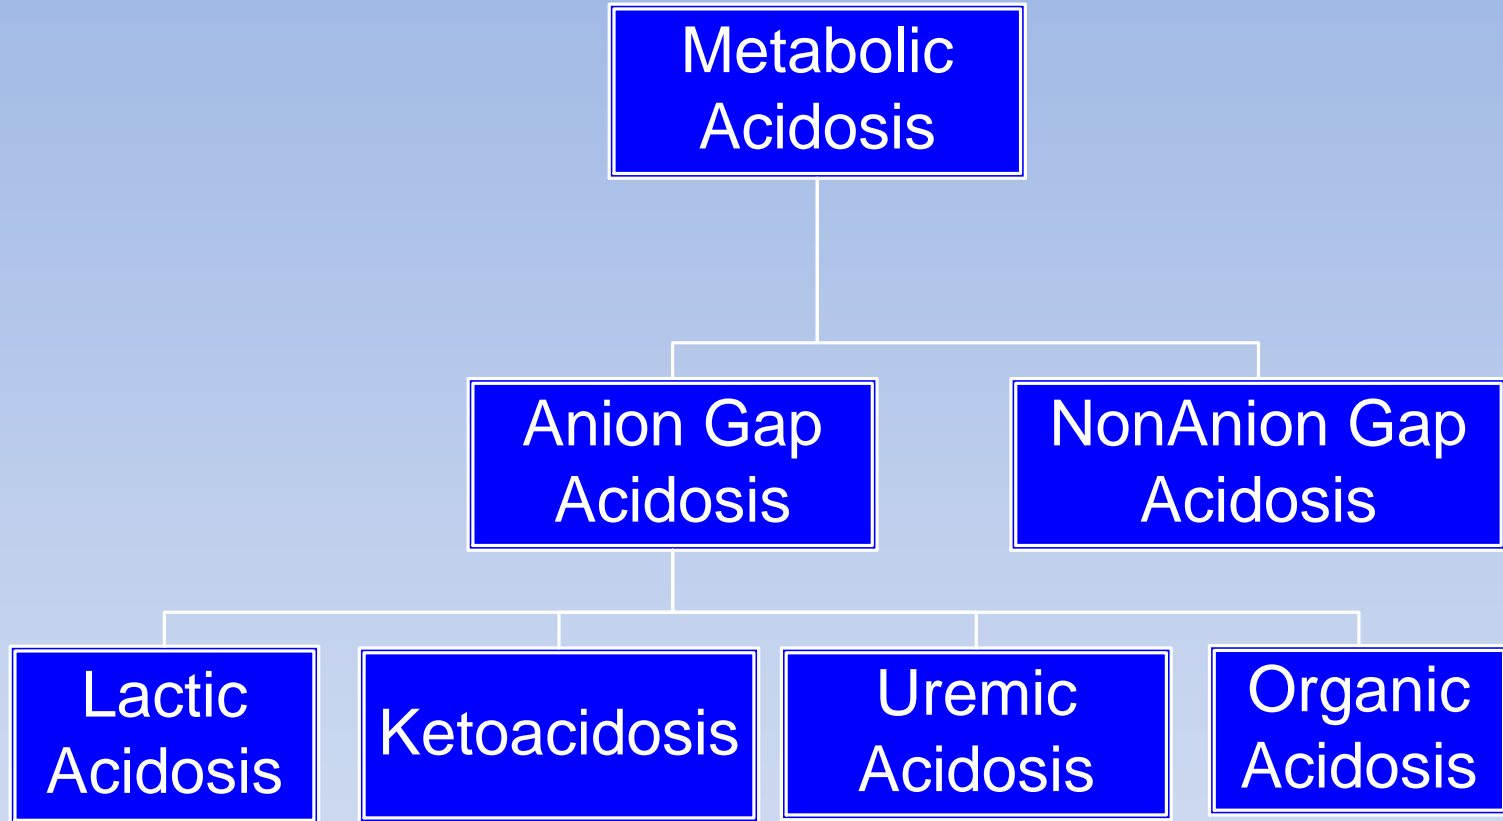 Metabolic
Acidosis
Anion Gap
Acidosis
NonAnion Gap
Acidosis
Lactic
Acidosis
Ketoacidosis
Uremic
Acidosis
Organic
Acidosis